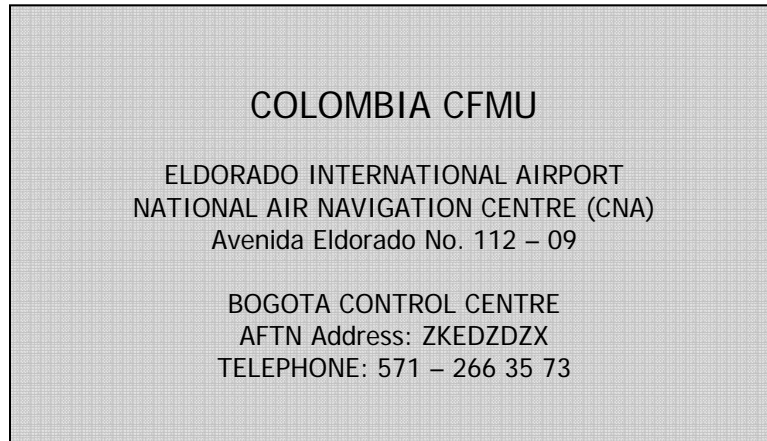 COLOMBIA CFMU
ELDORADO INTERNATIONAL AIRPORT
NATIONAL AIR NAVIGATION CENTRE (CNA)
Avenida Eldorado No. 112 – 09
BOGOTA CONTROL CENTRE
AFTN Address: ZKEDZDZX
TELEPHONE: 571 – 266 35 73